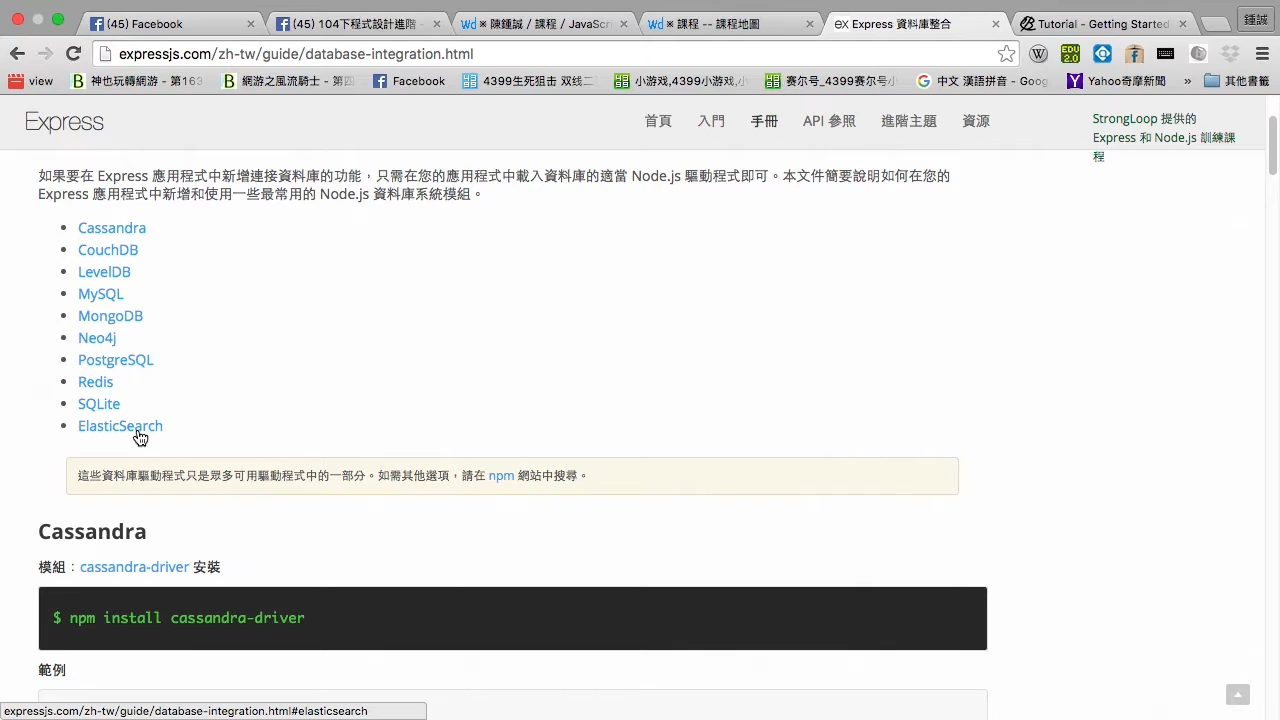 (45) Facebook
(45) 104下程式設計進階 -
※ 陳鍾誠 / 課程 / JavaScri
※ 課程 -- 課程地圖
Express 資料庫整合
Tutorial - Getting Started
鍾誠
expressjs.com/zh-tw/guide/database-integration.html
view
神也玩轉網游 - 第163
網游之風流騎士 - 第四
Facebook
4399生死狙击 双线二
小游戏,4399小游戏,小
赛尔号_4399赛尔号小
中文 漢語拼音 - Goog
Yahoo奇摩新聞
»
其他書籤
Express
首頁
入門
手冊
API 參照
進階主題
資源
StrongLoop 提供的
Express 和 Node.js 訓練課
程
如果要在 Express 應用程式中新增連接資料庫的功能，只需在您的應用程式中載入資料庫的適當 Node.js 驅動程式即可。本文件簡要說明如何在您的
Express 應用程式中新增和使用一些最常用的 Node.js 資料庫系統模組。
Cassandra
CouchDB
LevelDB
MySQL
MongoDB
Neo4j
PostgreSQL
Redis
SQLite
ElasticSearch
這些資料庫驅動程式只是眾多可用驅動程式中的一部分。如需其他選項，請在 npm 網站中搜尋。
Cassandra
模組：cassandra-driver 安裝
$ npm install cassandra-driver
範例
expressjs.com/zh-tw/guide/database-integration.html#elasticsearch